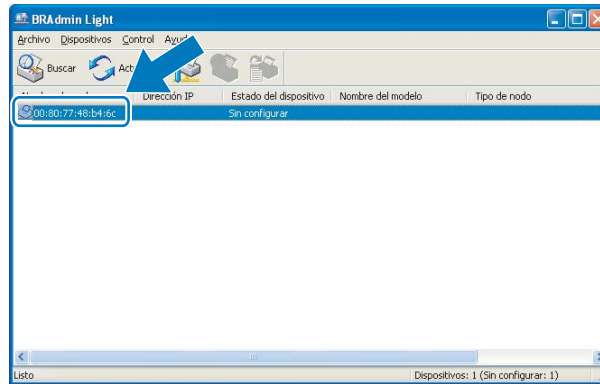 BRAdmin Light
Archivo Dispositivos Control
Buscar
Dirección IP Estado del dispositivo Nombre del modelo Tipo de nodo
00:80:77:48:b4:6c Sin configurar
Listo Dispositivos: 1 (Sin configurar: 1)